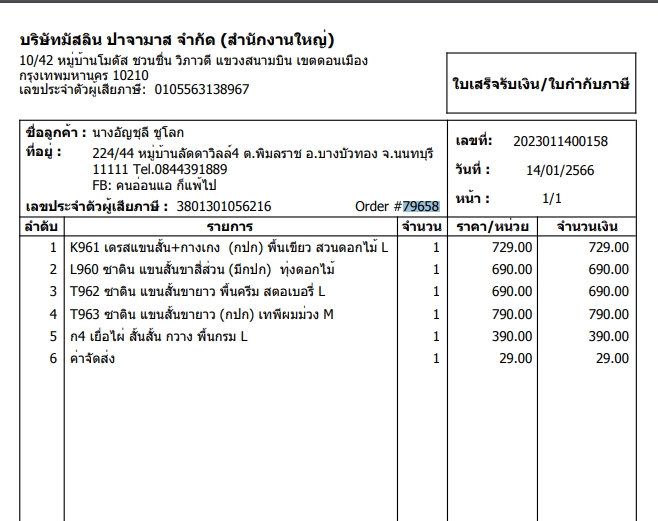 บริษัทมัสลิน ปาจามาส จำกัด (สำนักงานใหญ่)
10/42 หมู่บ้านโมดัส ชวนชื่น วิภาวดี แขวงสนามบิน เขตดอนเมือง
กรุงเทพมหานคร 10210
เลขประจำตัวผู้เสียภาษี: 0105563138967
ใบเสร็จรับเงิน/ใบกำกับภาษี
ชื่อลูกค้า : นางอัญชุลี ชูโลก
ที่อยู่ : 224/44 หมู่บ้านลัดดาวิลล์4 ต.พิมลราช อ.บางบัวทอง จ.นนทบุรี
11111 Tel.0844391889
FB: คนอ่อนแอ ก็แพ้ไป
เลขประจำตัวผู้เสียภาษี : 3801301056216 Order #79658
เลขที่: 2023011400158
วันที่ : 14/01/2566
หน้า : 1/1
ลำดับ รายการ จำนวน ราคา/หน่วย จำนวนเงิน
1 K961 เดรสแขนสั้น+กางเกง (กปก) พื้นเขียว สวนดอกไม้ L 1 729.00 729.00
2 L960 ซาติน แขนสั้นขาสี่ส่วน (มีกปก) ทุ่งดอกไม้ 1 690.00 690.00
3 T962 ซาติน แขนสั้นขายาว พื้นครีม สตอเบอรี่ L 1 690.00 690.00
4 T963 ซาติน แขนสั้นขายาว (กปก) เทพีผมม่วง M 1 790.00 790.00
5 ก4 เยื่อไผ่ สั้นสั้น กวาง พื้นกรม L 1 390.00 390.00
6 ค่าจัดส่ง 1 29.00 29.00